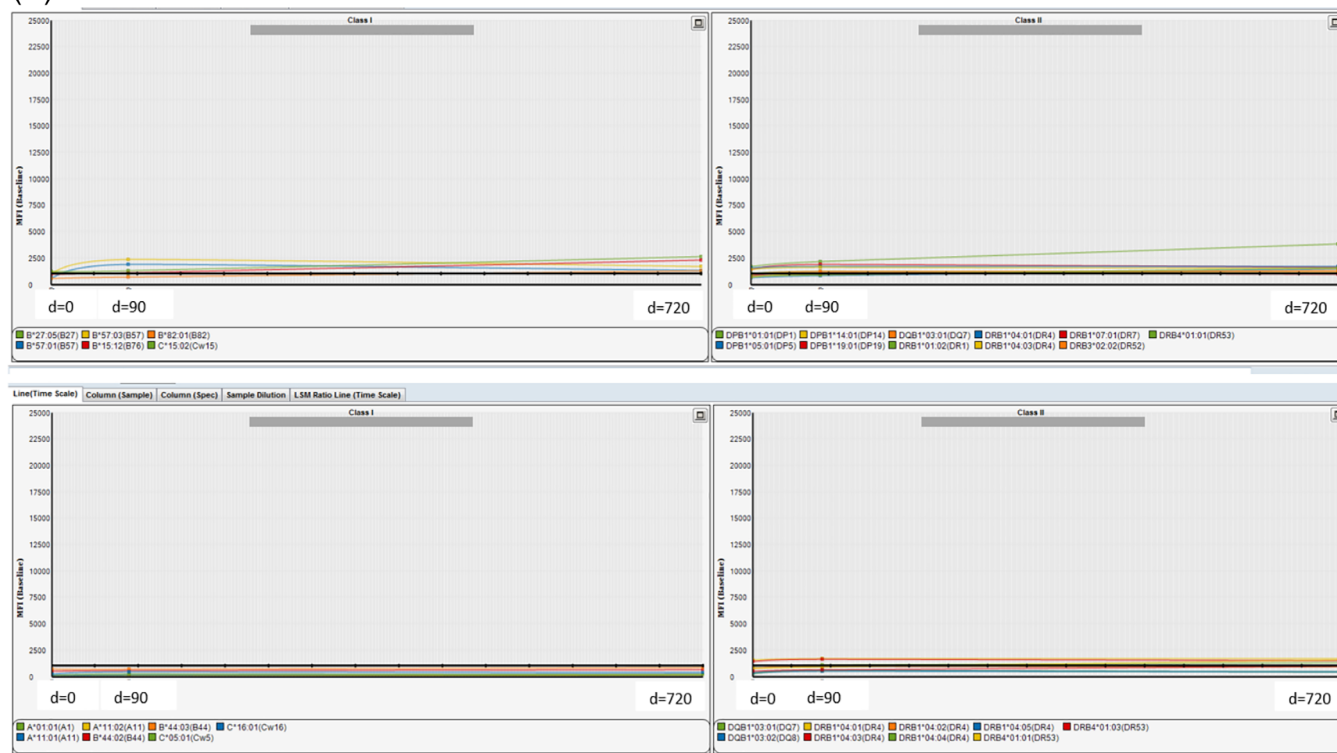 Class I
Class II
25000
22500
20000
17500
15000
12500
10000
7500
5000
2500
0
MFI (Baseline)
d=0 d=90 d=720
B*27:05(B27) B*57:03(B57) B*82:01(B82)
B*57:01(B57) B*15:12(B76) C*15:02(Cw15)
25000
22500
20000
17500
15000
12500
10000
7500
5000
2500
0
MFI (Baseline)
d=0 d=90 d=720
DPB1*01:01(DP1) DPB1*14:01(DP14) DQB1*03:01(DQ7) DRB1*04:01(DR4) DRB1*07:01(DR7) DRB4*01:01(DR53)
DPB1*05:01(DP5) DPB1*19:01(DP19) DRB1*01:02(DR1) DRB1*04:03(DR4) DRB3*02:02(DR52)
Line(Time Scale) Column (Sample) Column (Spec) Sample Dilution LSM Ratio Line (Time Scale)
Class I
Class II
25000
22500
20000
17500
15000
12500
10000
7500
5000
2500
0
MFI (Baseline)
d=0 d=90 d=720
A*01:01(A1) A*11:02(A11) B*44:03(B44) C*16:01(Cw16)
A*11:01(A11) B*44:02(B44) C*05:01(Cw5)
25000
22500
20000
17500
15000
12500
10000
7500
5000
2500
0
MFI (Baseline)
d=0 d=90 d=720
DQB1*03:01(DQ7) DRB1*04:01(DR4) DRB1*04:02(DR4) DRB1*04:05(DR4) DRB4*01:03(DR53)
DQB1*03:02(DQ8) DRB1*04:03(DR4) DRB1*04:04(DR4) DRB4*01:01(DR53)